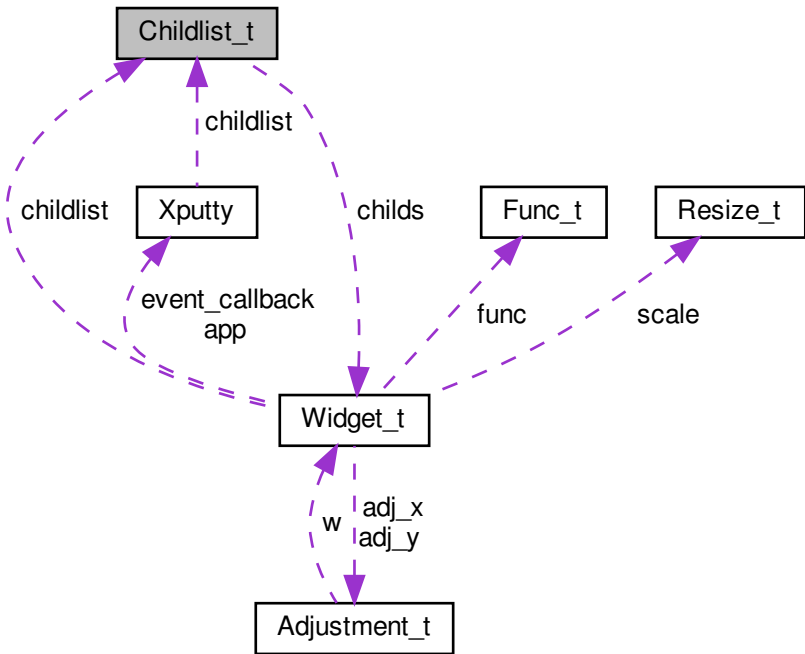 Childlist_t
childlist
childlist
Xputty
childs
Func_t
Resize_t
event_callback
app
func
scale
Widget_t
w
adj_x
adj_y
Adjustment_t